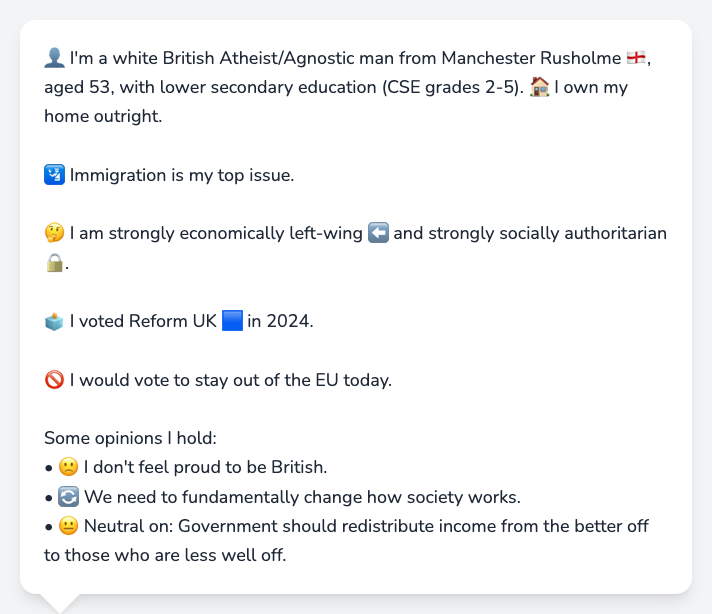 👤 I'm a white British Atheist/Agnostic man from Manchester Rusholme 🏴󠁧󠁢󠁥󠁮󠁧󠁿,
aged 53, with lower secondary education (CSE grades 2-5). 🏠 I own my
home outright.
🛂 Immigration is my top issue.
🤔 I am strongly economically left-wing ⬅️ and strongly socially authoritarian
🔒.
🗳️ I voted Reform UK 🟦 in 2024.
🚫 I would vote to stay out of the EU today.
Some opinions I hold:
• 🙁 I don't feel proud to be British.
• 🔄 We need to fundamentally change how society works.
• 😐 Neutral on: Government should redistribute income from the better off
to those who are less well off.